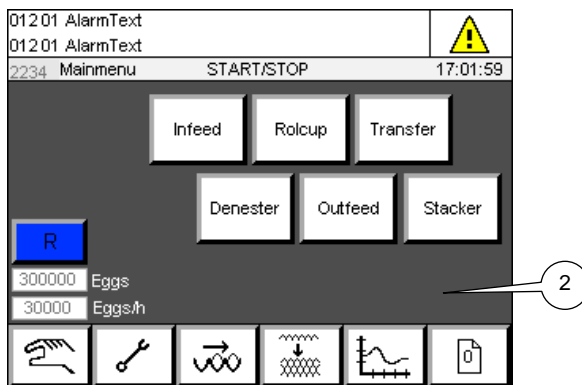 01201 AlarmText
01201 AlarmText
2234 Mainmenu START/STOP 17:01:59
Infeed Rolcup Transfer
Denester Outfeed Stacker
R
300000 Eggs
30000 Eggs/h
2
0